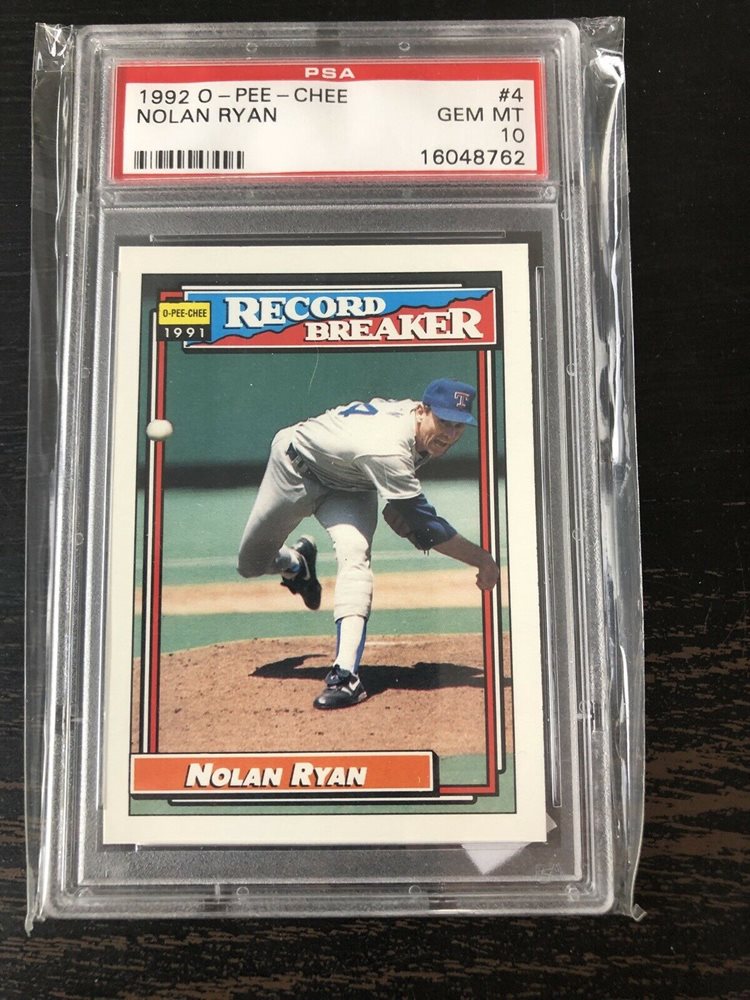 PSA
1992 O-PEE-CHEE #4
NOLAN RYAN GEM MT
10
16048762
O-PEE-CHEE
1991
RECORD
BREAKER
T
NOLAN RYAN